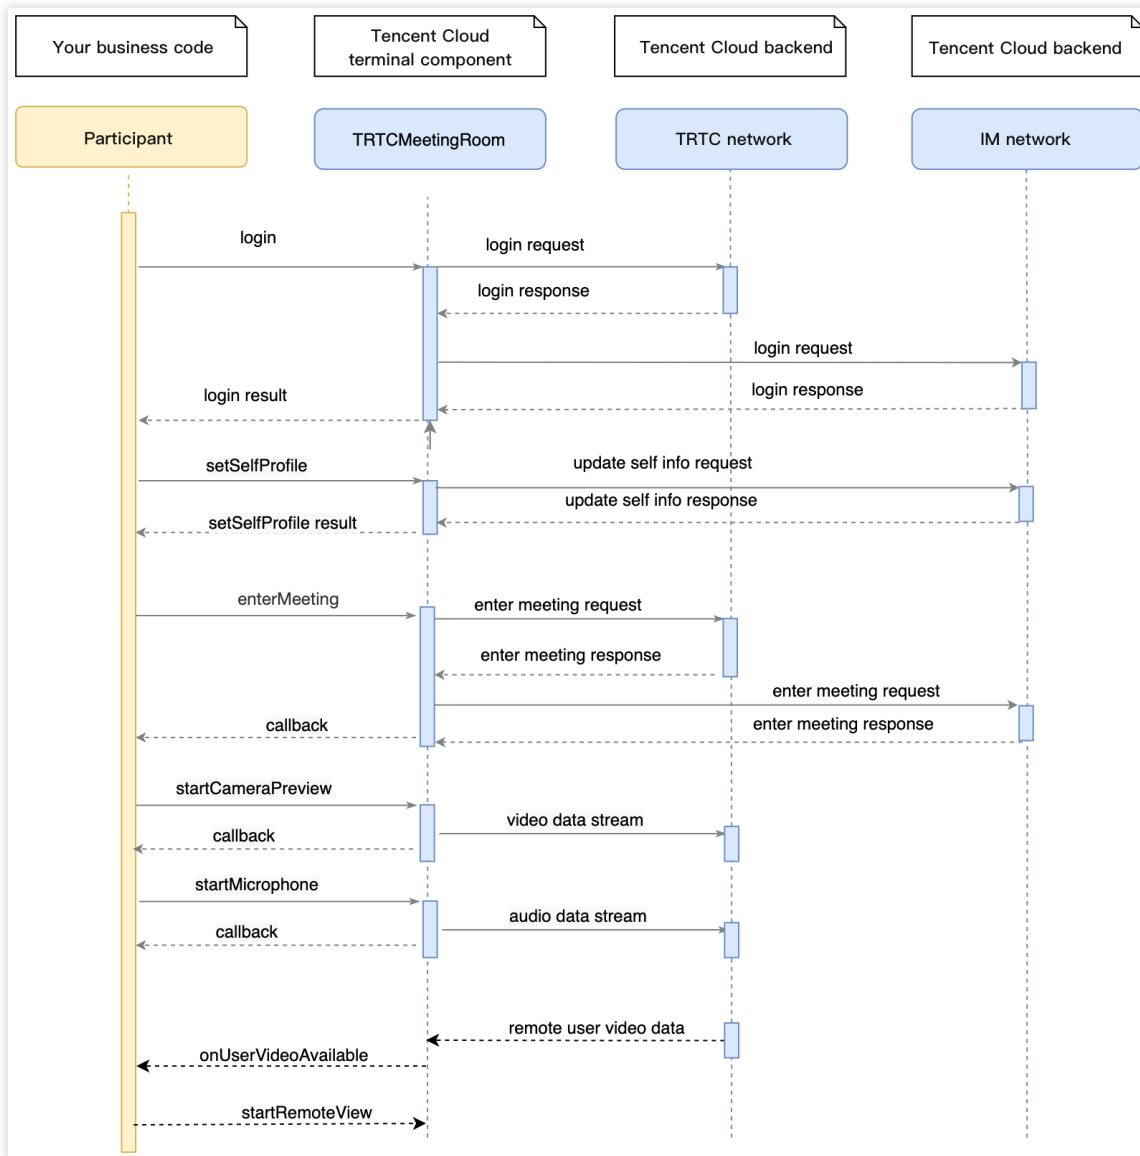 Your business code
Tencent Cloud
terminal component
Tencent Cloud backend
Tencent Cloud backend
Participant
TRTCMeetingRoom
TRTC network
IM network
login
login request
login response
login request
login response
login result
setSelfProfile
update self info request
update self info response
setSelfProfile result
enterMeeting
enter meeting request
enter meeting response
enter meeting request
enter meeting response
callback
startCameraPreview
video data stream
callback
startMicrophone
audio data stream
callback
remote user video data
onUserVideoAvailable
startRemoteView